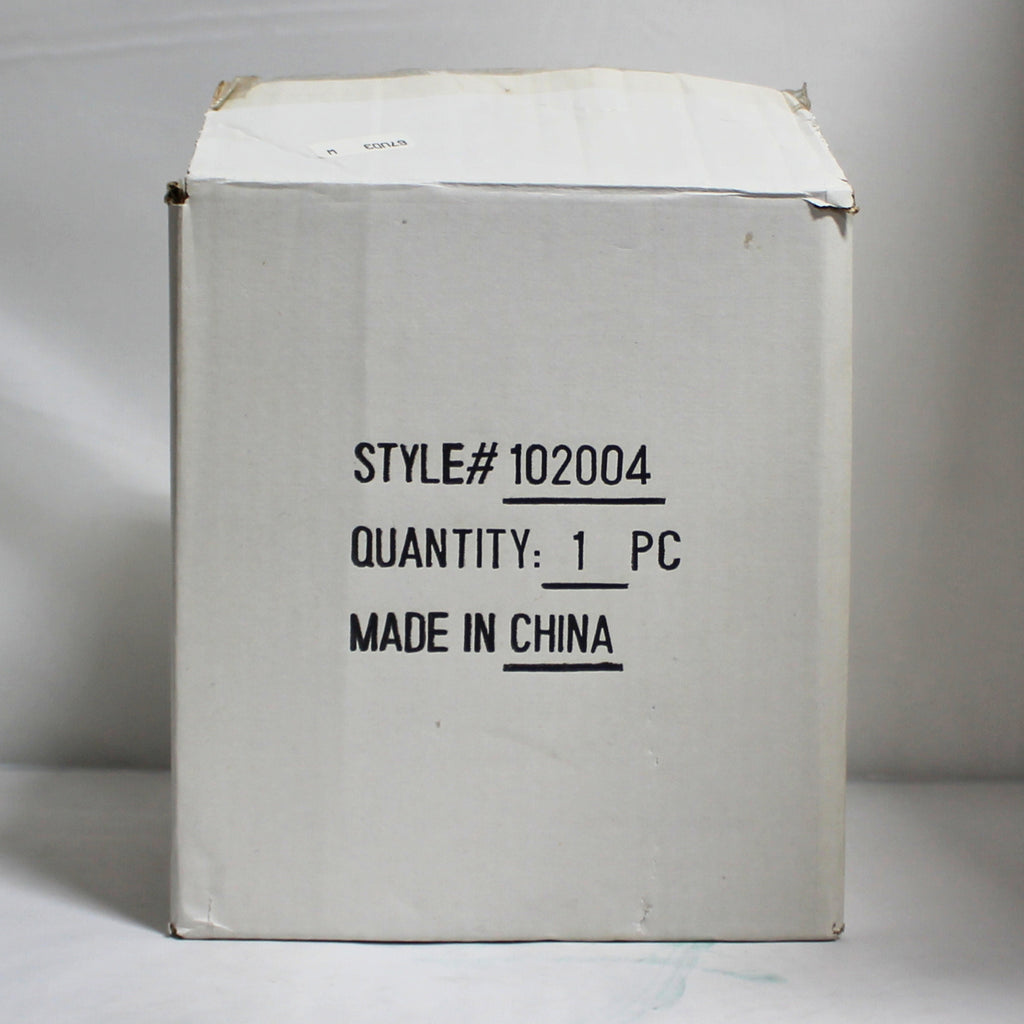 STYLE# 102004
QUANTITY: 1 PC
MADE IN CHINA